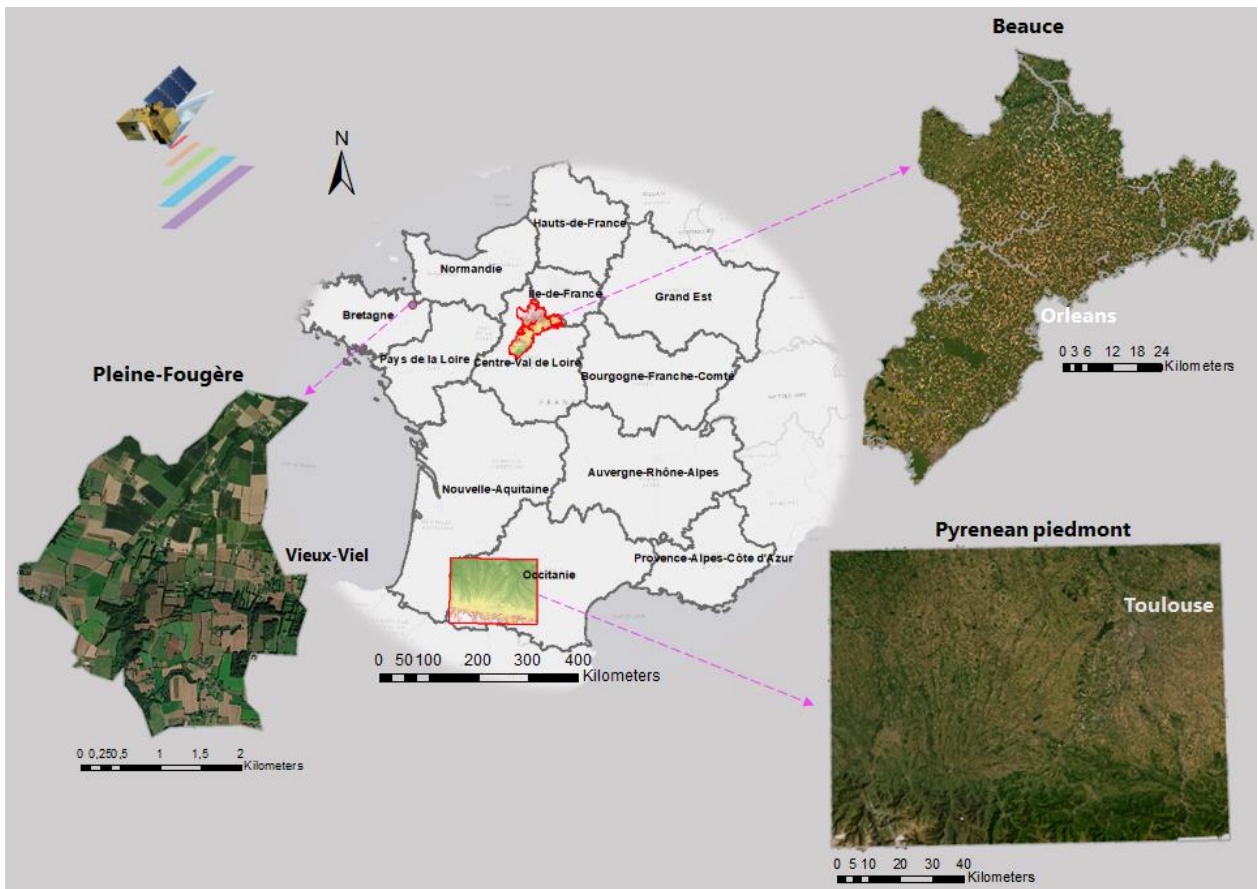 Beauce
N
Hauts-de-France
Normandie
Île-de-France
Grand Est
Bretagne
Orleans
Pays de la Loire
Centre-Val de Loire
0 3 6 12 18 24
Kilometers
Bourgogne-Franche-Comté
Pleine-Fougère
FRANCE
Auvergne-Rhône-Alpes
Nouvelle-Aquitaine
Pyrenean piedmont
Vieux-Viel
Provence-Alpes-Côte d'Azur
Occitanie
Toulouse
0 50 100 200 300 400
Kilometers
0 0,25 0,5 1 1,5 2
Kilometers
0 5 10 20 30 40
Kilometers